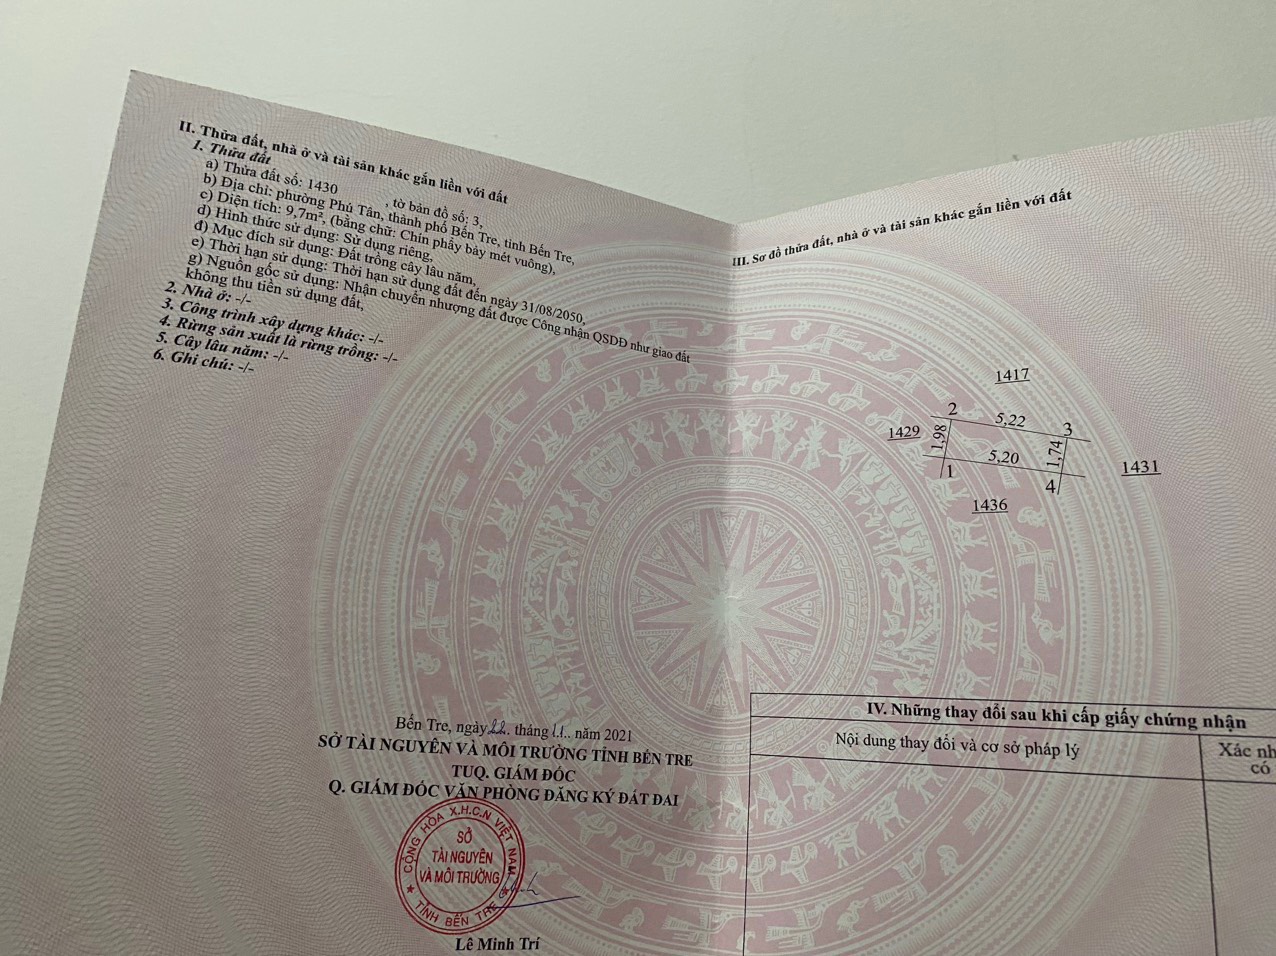 II. Thửa đất, nhà ở và tài sản khác gắn liền với đất
1. Thửa đất
a) Thửa đất số: 1430 , tờ bản đồ số: 3,
b) Địa chỉ: phường Phú Tân, thành phố Bến Tre, tỉnh Bến Tre,
c) Diện tích: 9,7m², (bằng chữ: Chín phẩy bảy mét vuông),
d) Hình thức sử dụng: Sử dụng riêng,
đ) Mục đích sử dụng: Đất trồng cây lâu năm,
e) Thời hạn sử dụng: Thời hạn sử dụng đất đến ngày 31/08/2050,
g) Nguồn gốc sử dụng: Nhận chuyển nhượng đất được Công nhận QSDĐ như giao đất
không thu tiền sử dụng đất,
2. Nhà ở: -/-
3. Công trình xây dựng khác: -/-
4. Rừng sản xuất là rừng trồng: -/-
5. Cây lâu năm: -/-
6. Ghi chú: -/-
Bến Tre, ngày 22. tháng 11.. năm 2021
SỞ TÀI NGUYÊN VÀ MÔI TRƯỜNG TỈNH BẾN TRE
TUQ. GIÁM ĐỐC
Q. GIÁM ĐỐC VĂN PHÒNG ĐĂNG KÝ ĐẤT ĐAI
CỘNG HÒA X.H.C.N VIỆT NAM
SỞ
TÀI NGUYÊN
VÀ MÔI TRƯỜNG
TỈNH BẾN TRE
Lê Minh Trí
III. Sơ đồ thửa đất, nhà ở và tài sản khác gắn liền với đất
1417
2
5,22
3
1429
1,98
1,74
5,20
1431
1
4
1436
IV. Những thay đổi sau khi cấp giấy chứng nhận
Nội dung thay đổi và cơ sở pháp lý
Xác nh
có